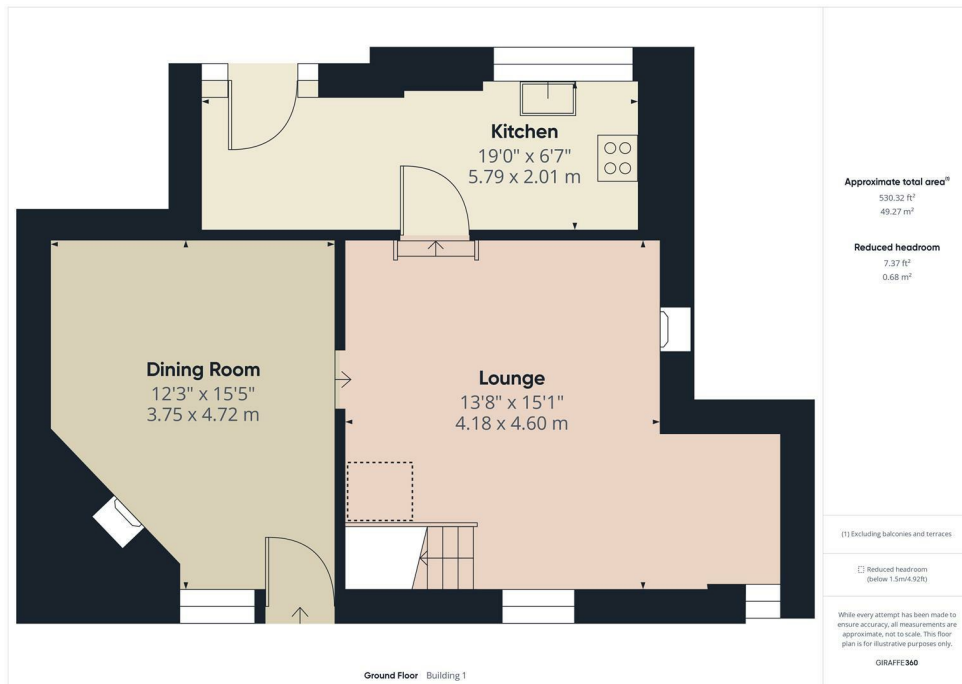 Kitchen
19'0" x 6'7"
5.79 x 2.01 m
Dining Room
12'3" x 15'5"
3.75 x 4.72 m
Lounge
13'8" x 15'1"
4.18 x 4.60 m
Ground Floor Building 1
Approximate total area⁽¹⁾
530.32 ft²
49.27 m²
Reduced headroom
7.37 ft²
0.68 m²
(1) Excluding balconies and terraces
Reduced headroom
(below 1.5m/4.92ft)
While every attempt has been made to
ensure accuracy, all measurements are
approximate, not to scale. This floor
plan is for illustrative purposes only.
GIRAFFE360